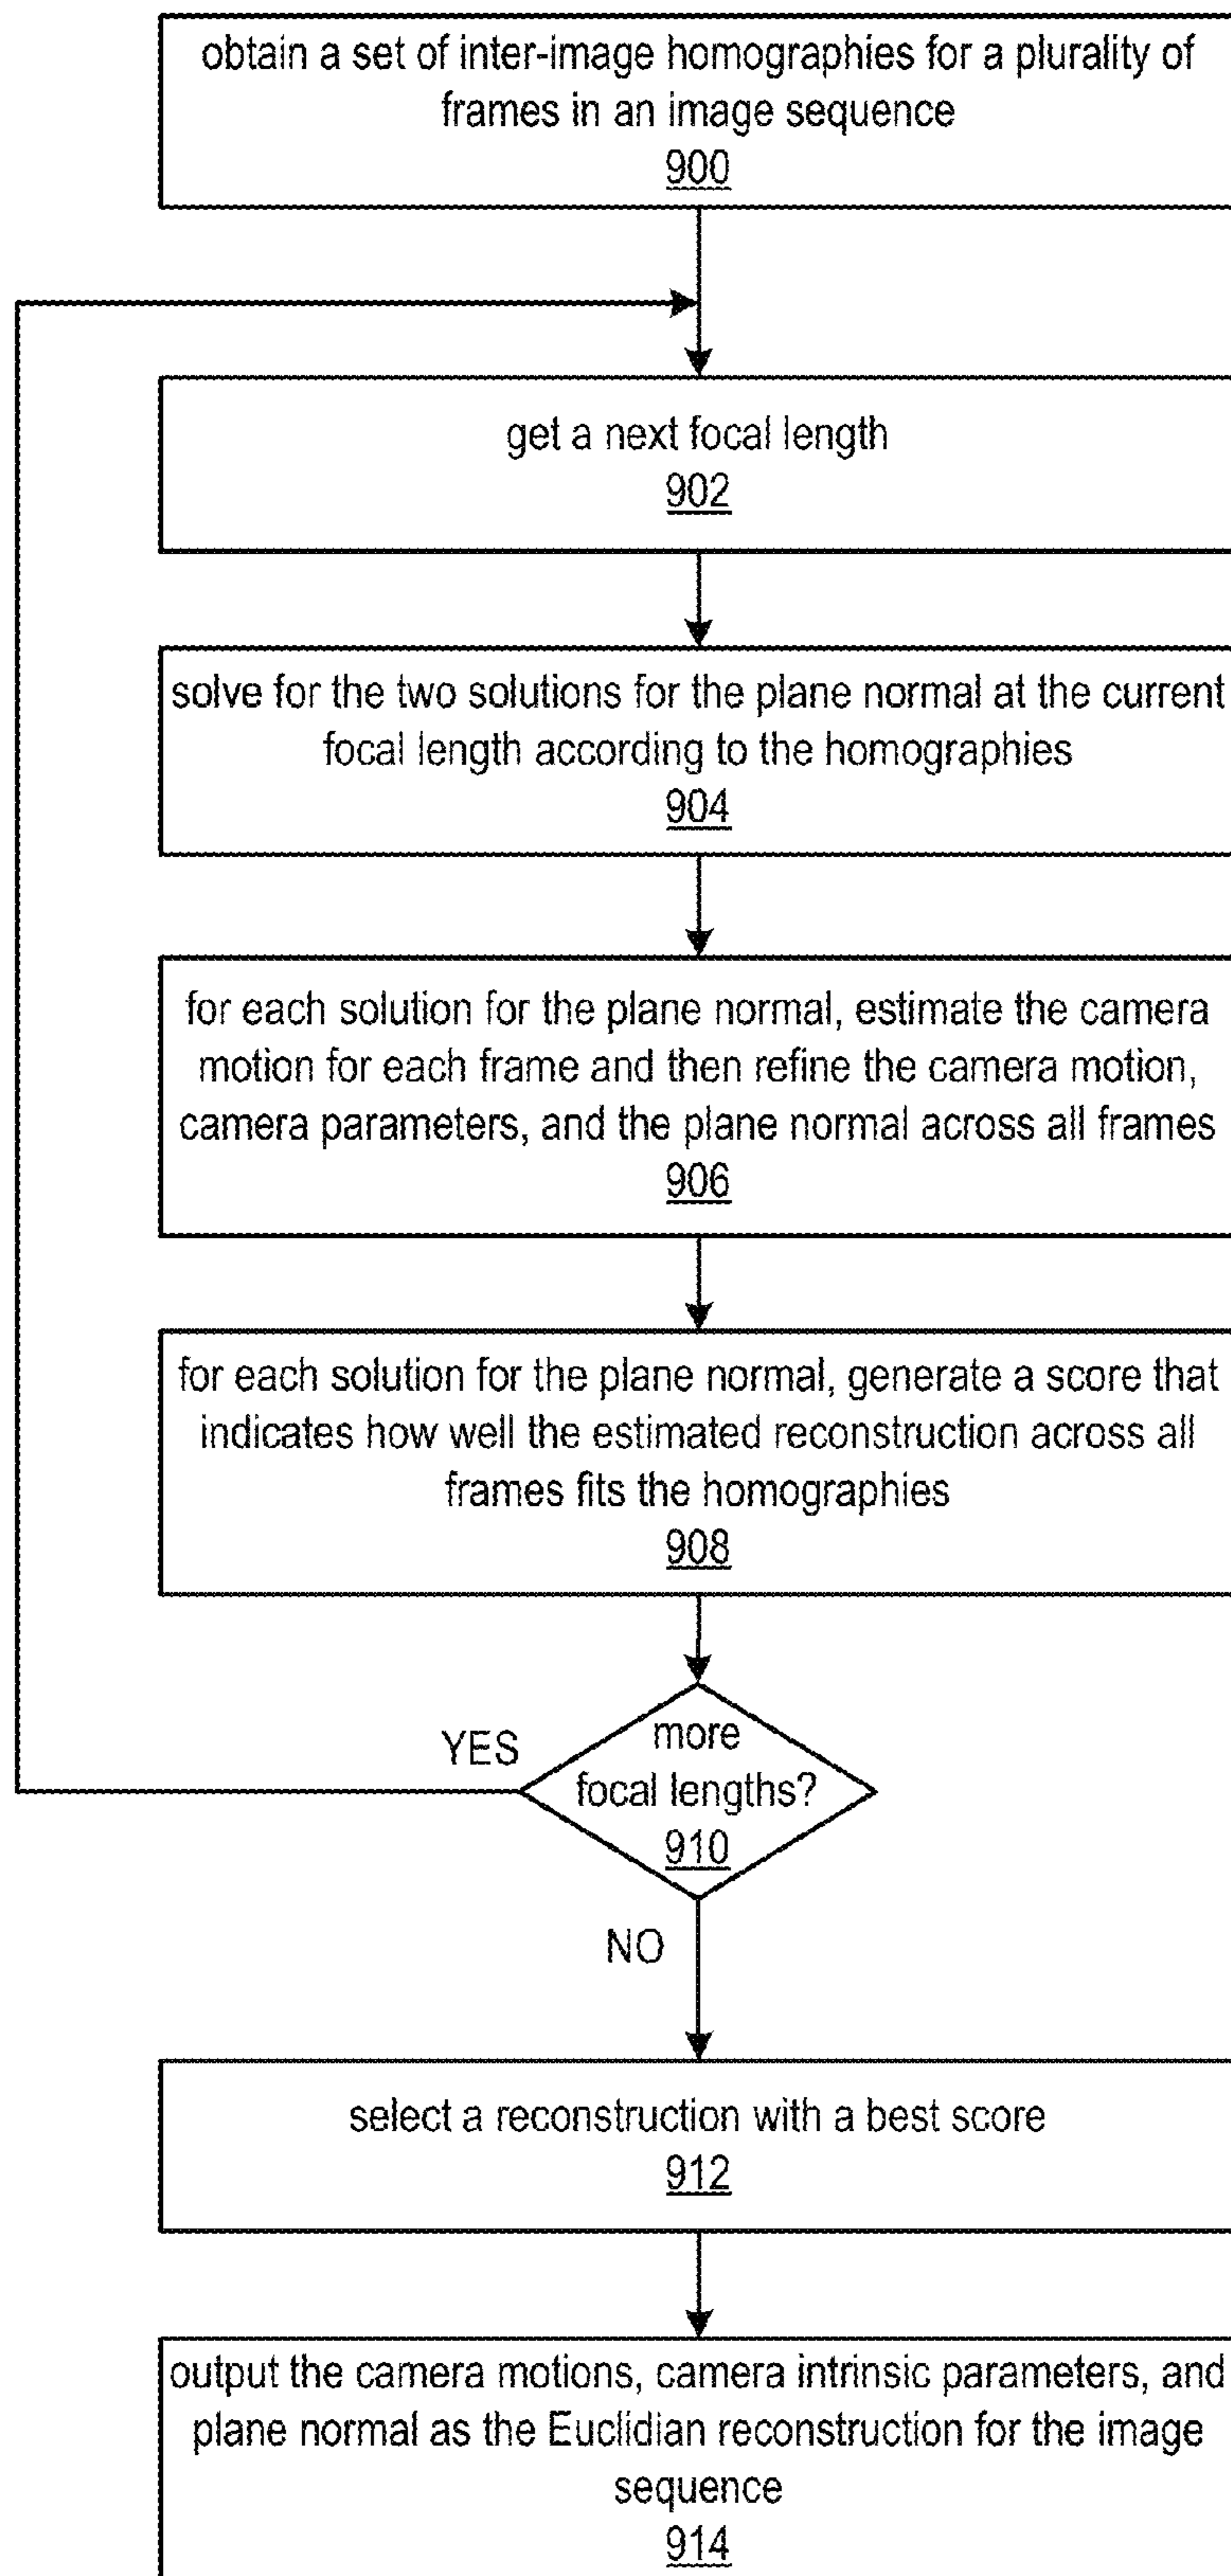 obtain a set of inter-image homographies for a plurality of
frames in an image sequence
900
get a next focal length
902
solve for the two solutions for the plane normal at the current
focal length according to the homographies
904
for each solution for the plane normal, estimate the camera
motion for each frame and then refine the camera motion,
camera parameters, and the plane normal across all frames
906
for each solution for the plane normal, generate a score that
indicates how well the estimated reconstruction across all
frames fits the homographies
908
YES
more
focal lengths?
910
NO
select a reconstruction with a best score
912
output the camera motions, camera intrinsic parameters, and
plane normal as the Euclidian reconstruction for the image
sequence
914